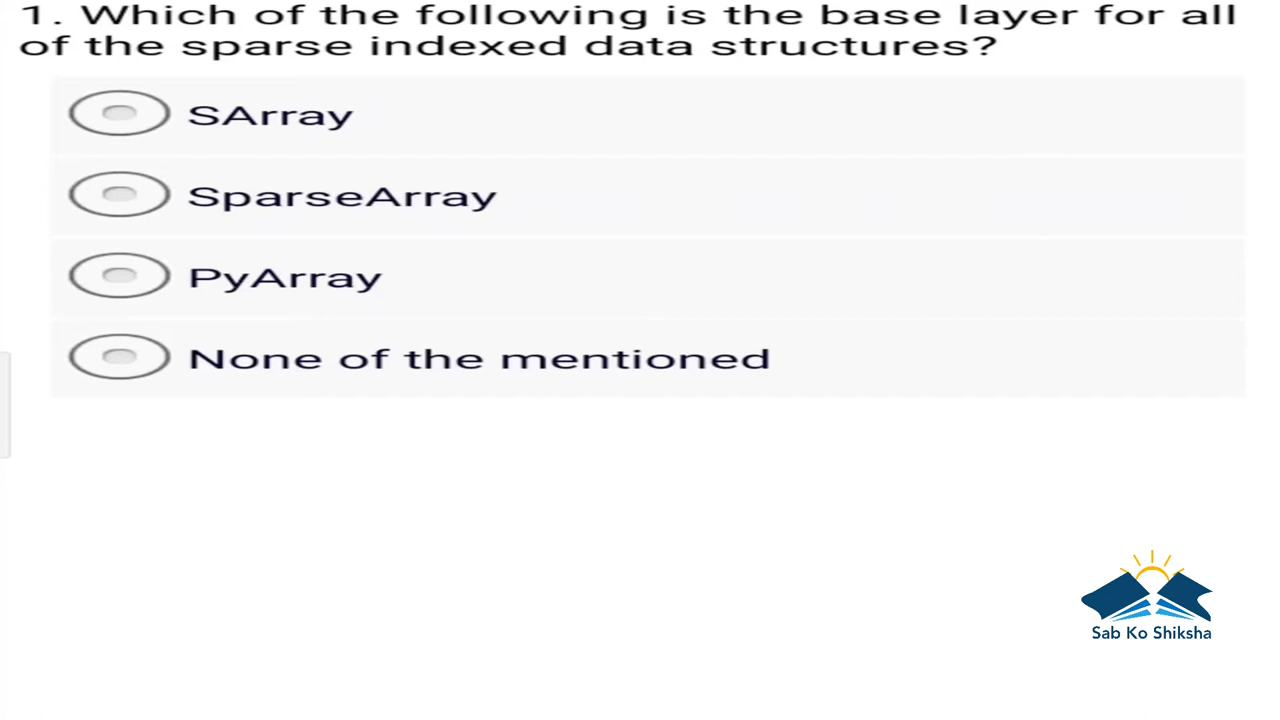 1. Which of the following is the base layer for all
of the sparse indexed data structures?
SArray
SparseArray
PyArray
None of the mentioned
Sab Ko Shiksha